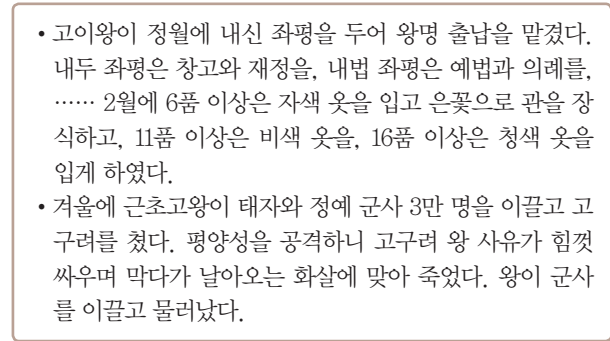 • 고이왕이 정월에 내신 좌평을 두어 왕명 출납을 맡겼다.
내두 좌평은 창고와 재정을, 내법 좌평은 예법과 의례를,
…… 2월에 6품 이상은 자색 옷을 입고 은꽃으로 관을 장
식하고, 11품 이상은 비색 옷을, 16품 이상은 청색 옷을
입게 하였다.
• 겨울에 근초고왕이 태자와 정예 군사 3만 명을 이끌고 고
구려를 쳤다. 평양성을 공격하니 고구려 왕 사유가 힘껏
싸우며 막다가 날아오는 화살에 맞아 죽었다. 왕이 군사
를 이끌고 물러났다.